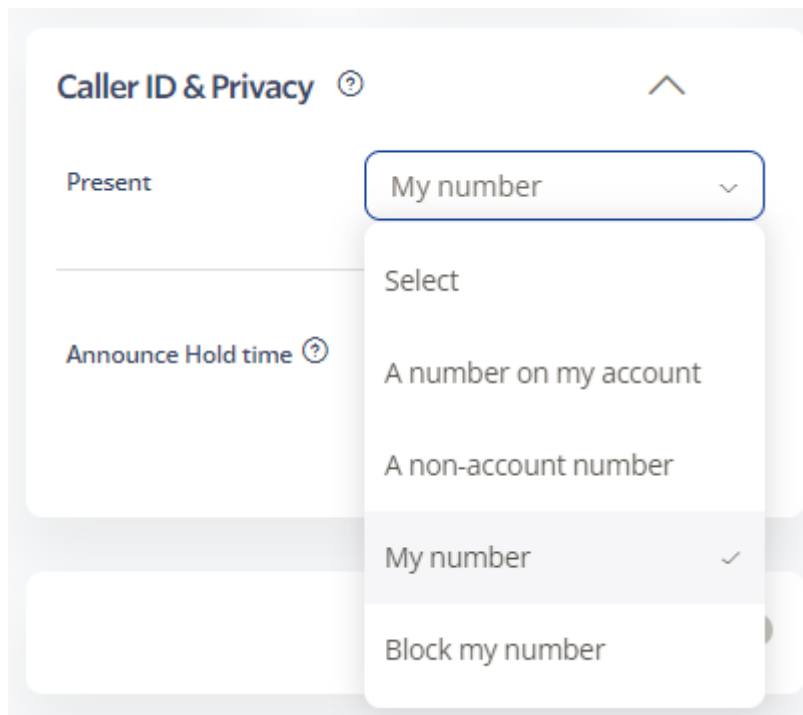 Caller ID & Privacy
Present
My number
Select
Announce Hold time
A number on my account
A non-account number
My number
Block my number